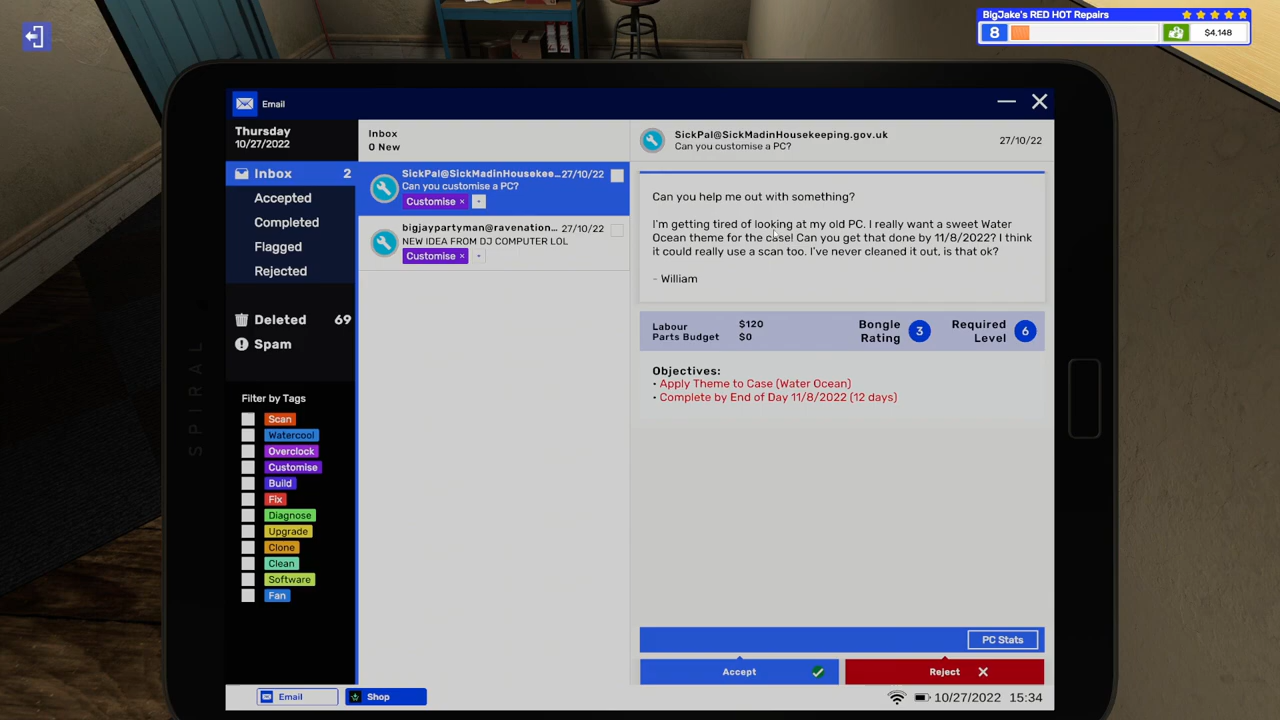 BigJake's RED HOT Repairs
8
$4,148
Email
Thursday
10/27/2022
Inbox 2
Accepted
Completed
Flagged
Rejected
Deleted 69
Spam
Filter by Tags
Scan
Watercool
Overclock
Customise
Build
Fix
Diagnose
Upgrade
Clone
Clean
Software
Fan
Inbox
0 New
SickPal@SickMadinHousekee... 27/10/22
Can you customise a PC?
Customise ×
bigjaypartyman@ravenation... 27/10/22
NEW IDEA FROM DJ COMPUTER LOL
Customise ×
SickPal@SickMadinHousekeeping.gov.uk
Can you customise a PC?
27/10/22
Can you help me out with something?
I'm getting tired of looking at my old PC. I really want a sweet Water
Ocean theme for the case! Can you get that done by 11/8/2022? I think
it could really use a scan too. I've never cleaned it out, is that ok?
- William
Labour $120
Parts Budget $0
Bongle Rating 3
Required Level 6
Objectives:
• Apply Theme to Case (Water Ocean)
• Complete by End of Day 11/8/2022 (12 days)
PC Stats
Accept
Reject
SPIRAL
Email
Shop
10/27/2022 15:34